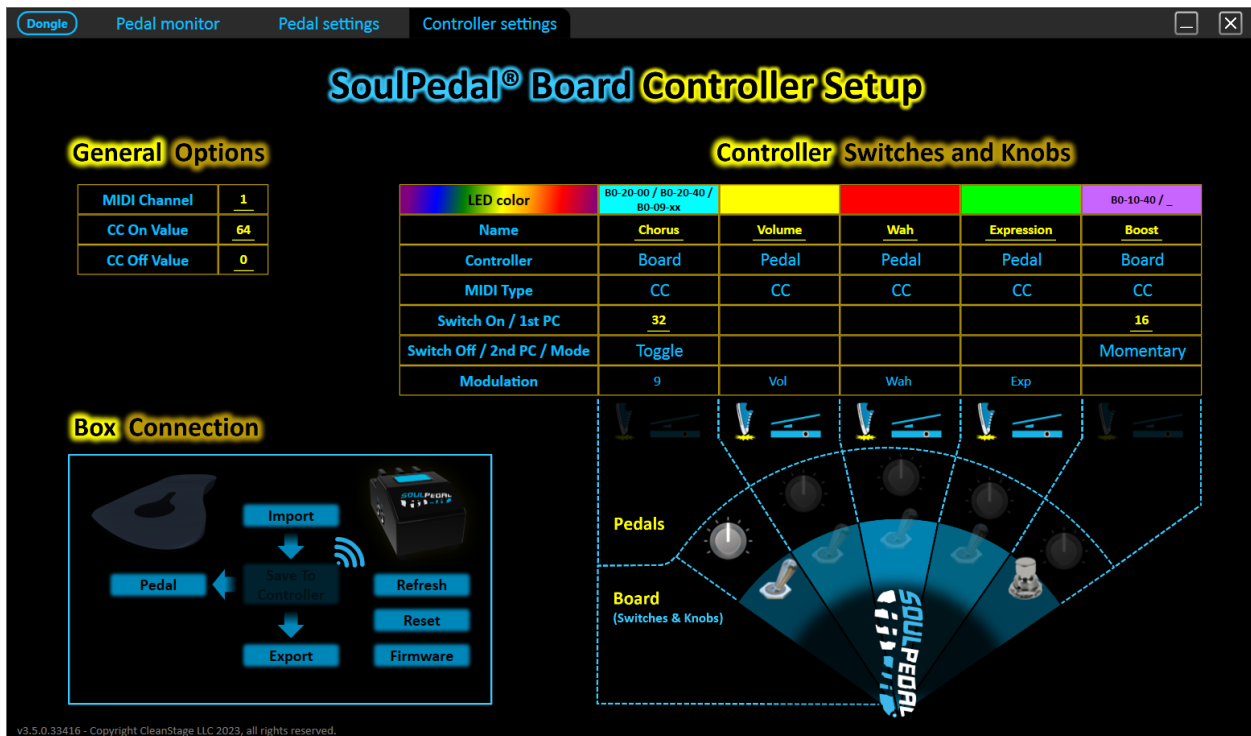 Dongle Pedal monitor Pedal settings Controller settings
SoulPedal® Board Controller Setup
General Options
MIDI Channel 1
CC On Value 64
CC Off Value 0
Controller Switches and Knobs
LED color B0-20-00 / B0-20-40 / B0-09-xx B0-10-40 / _
Name Chorus Volume Wah Expression Boost
Controller Board Pedal Pedal Pedal Board
MIDI Type CC CC CC CC CC
Switch On / 1st PC 32 16
Switch Off / 2nd PC / Mode Toggle Momentary
Modulation 9 Vol Wah Exp
Box Connection
SOULPEDAL
Import
Pedal
Save To
Controller
Refresh
Reset
Export
Firmware
Pedals
Board
(Switches & Knobs)
SOULPEDAL
v3.5.0.33416 - Copyright CleanStage LLC 2023, all rights reserved.